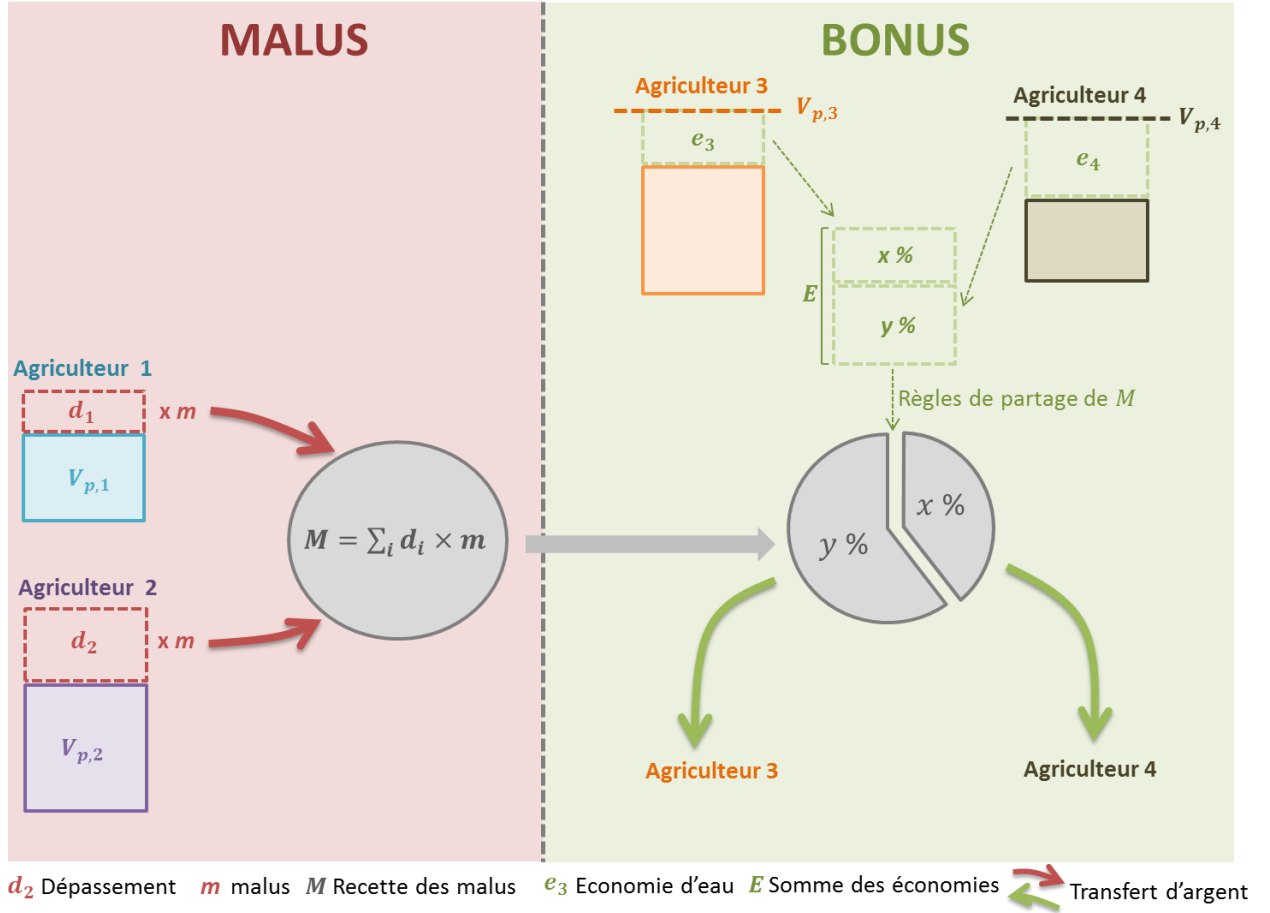 MALUS
BONUS
Agriculteur 3
V_{p,3}
e_3
Agriculteur 4
V_{p,4}
e_4
x %
E
y %
Règles de partage de M
Agriculteur 1
d_1
x m
V_{p,1}
M = ∑_i d_i × m
x %
y %
Agriculteur 2
d_2
x m
V_{p,2}
Agriculteur 3
Agriculteur 4
d_2 Dépassement m malus M Recette des malus e_3 Economie d'eau E Somme des économies Transfert d'argent